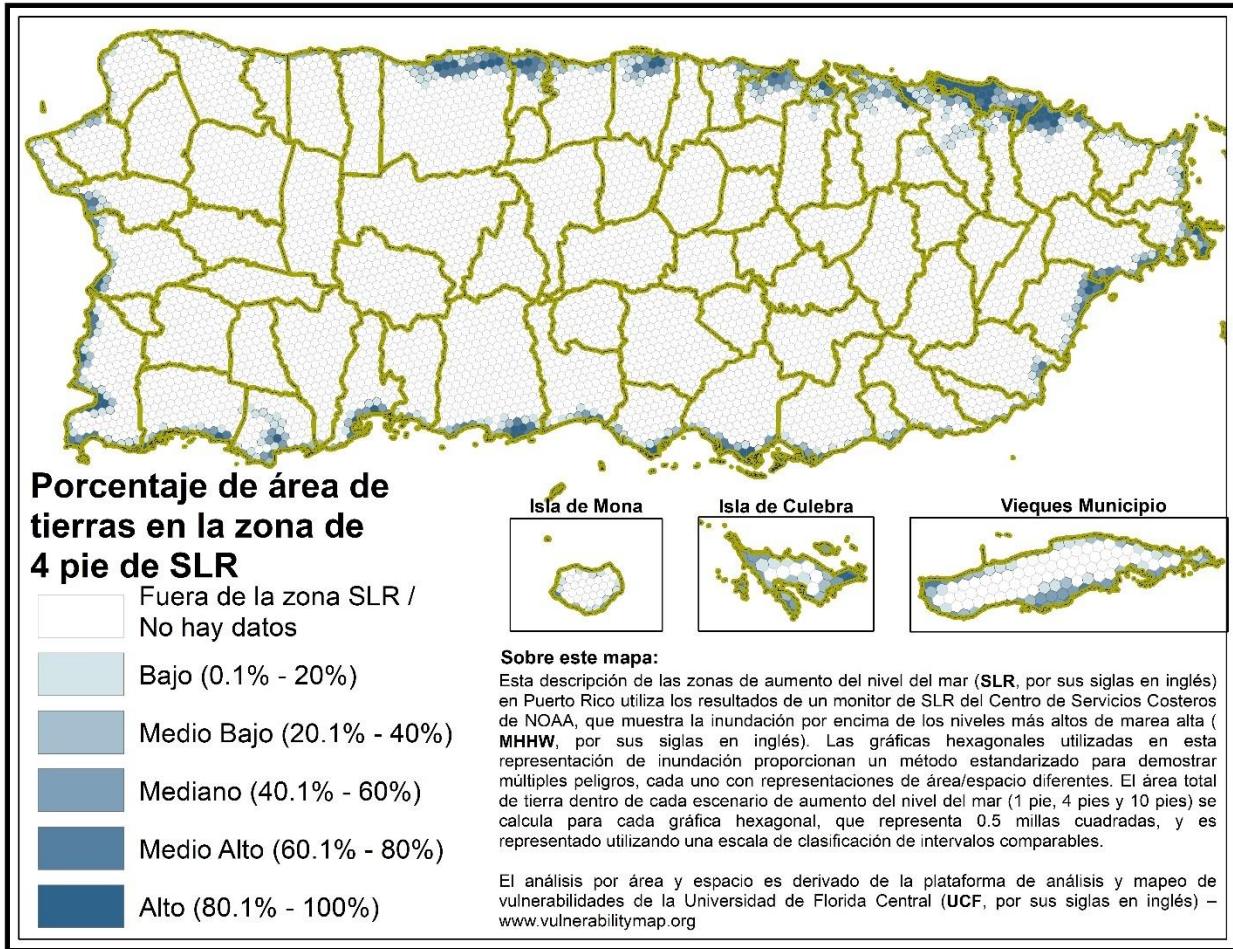 Porcentaje de área de
tierras en la zona de
4 pie de SLR
Fuera de la zona SLR /
No hay datos
Bajo (0.1% - 20%)
Medio Bajo (20.1% - 40%)
Mediano (40.1% - 60%)
Medio Alto (60.1% - 80%)
Alto (80.1% - 100%)
Isla de Mona
Isla de Culebra
Vieques Municipio
Sobre este mapa:
Esta descripción de las zonas de aumento del nivel del mar (SLR, por sus siglas en inglés)
en Puerto Rico utiliza los resultados de un monitor de SLR del Centro de Servicios Costeros
de NOAA, que muestra la inundación por encima de los niveles más altos de marea alta (
MHHW, por sus siglas en inglés). Las gráficas hexagonales utilizadas en esta
representación de inundación proporcionan un método estandarizado para demostrar
múltiples peligros, cada uno con representaciones de área/espacio diferentes. El área total
de tierra dentro de cada escenario de aumento del nivel del mar (1 pie, 4 pies y 10 pies) se
calcula para cada gráfica hexagonal, que representa 0.5 millas cuadradas, y es
representado utilizando una escala de clasificación de intervalos comparables.
El análisis por área y espacio es derivado de la plataforma de análisis y mapeo de
vulnerabilidades de la Universidad de Florida Central (UCF, por sus siglas en inglés) –
www.vulnerabilitymap.org